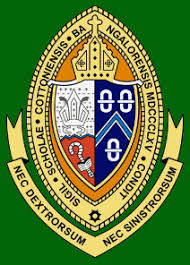 SIGIL · SCHOLAE · COTTONIENSIS · BANGALORENSIS MDCCCLXV · CONDIT
NEC DEXTRORSUM
NEC SINISTRORSUM